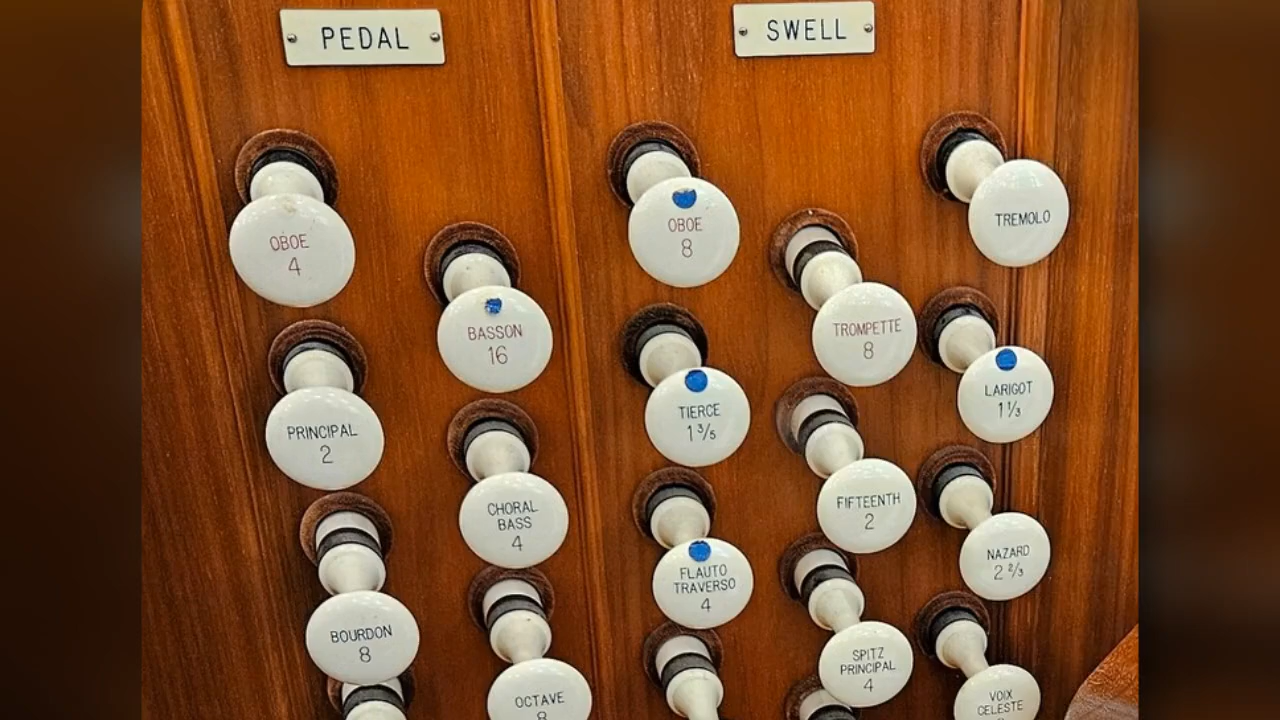 PEDAL
OBOE
4
BASSON
16
PRINCIPAL
2
CHORAL
BASS
4
BOURDON
8
OCTAVE
8
SWELL
OBOE
8
TROMPETTE
8
TREMOLO
TIERCE
1 3/5
FIFTEENTH
2
LARIGOT
1 1/3
FLAUTO
TRAVERSO
4
SPITZ
PRINCIPAL
4
NAZARD
2 2/3
VOIX
CELESTE